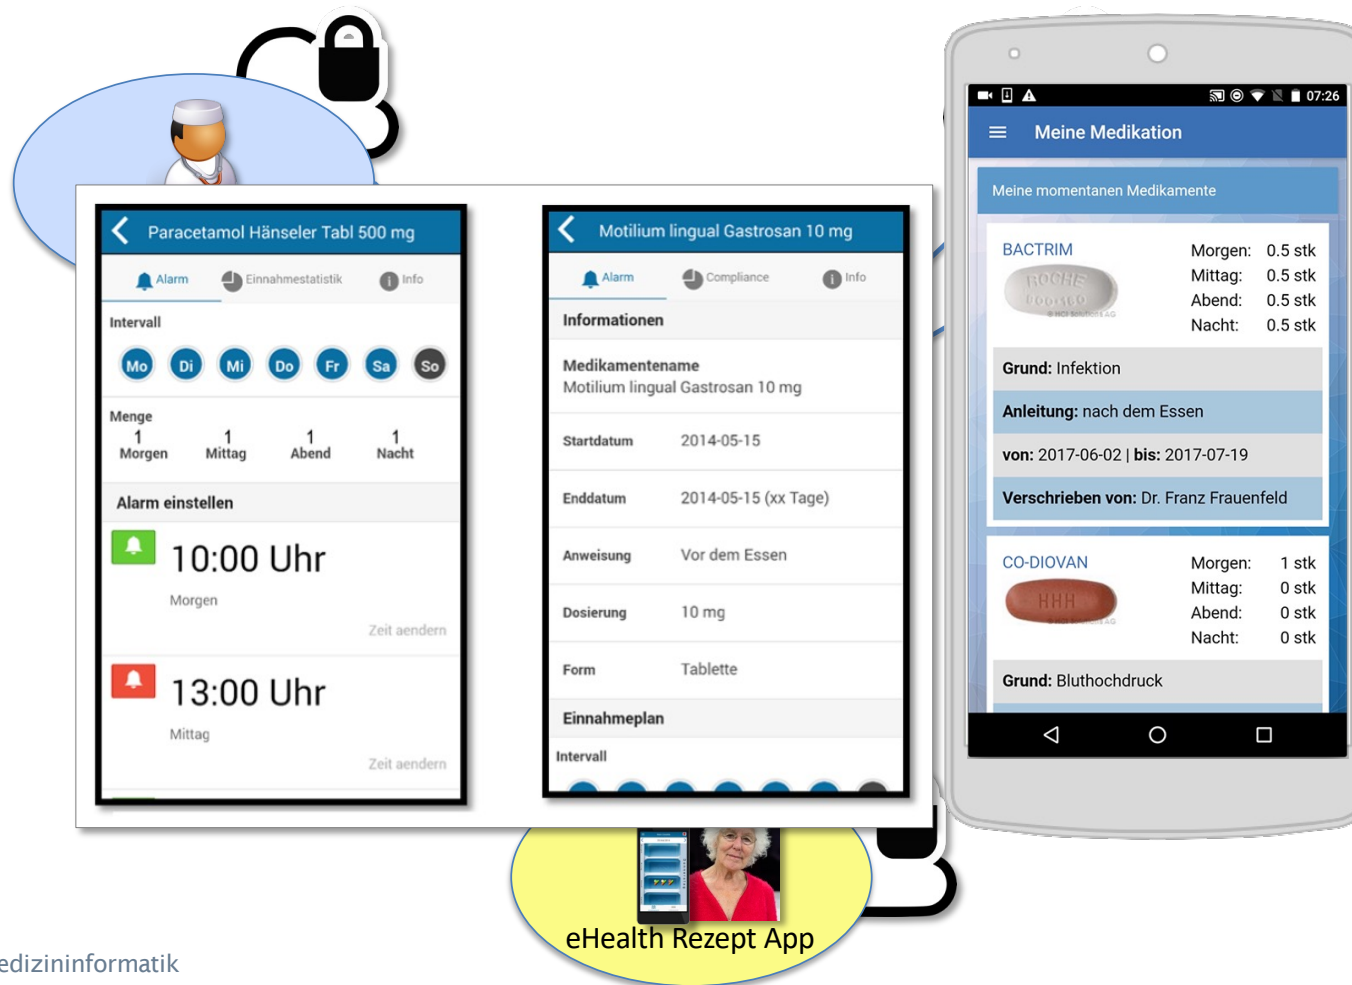 Paracetamol Hänseler Tabl 500 mg
Alarm
Einnahmestatistik
Info
Intervall
Mo Di Mi Do Fr Sa So
Menge
1 1 1 1
Morgen Mittag Abend Nacht
Alarm einstellen
10:00 Uhr
Morgen
Zeit aendern
13:00 Uhr
Mittag
Zeit aendern
Motilium lingual Gastrosan 10 mg
Alarm
Compliance
Info
Informationen
Medikamentename
Motilium lingual Gastrosan 10 mg
Startdatum 2014-05-15
Enddatum 2014-05-15 (xx Tage)
Anweisung Vor dem Essen
Dosierung 10 mg
Form Tablette
Einnahmeplan
Intervall
07:26
Meine Medikation
Meine momentanen Medikamente
BACTRIM
ROCHE
© HCI Solutions AG
Morgen: 0.5 stk
Mittag: 0.5 stk
Abend: 0.5 stk
Nacht: 0.5 stk
Grund: Infektion
Anleitung: nach dem Essen
von: 2017-06-02 | bis: 2017-07-19
Verschrieben von: Dr. Franz Frauenfeld
CO-DIOVAN
HHH
© HCI Solutions AG
Morgen: 1 stk
Mittag: 0 stk
Abend: 0 stk
Nacht: 0 stk
Grund: Bluthochdruck
eHealth Rezept App
edizininformatik